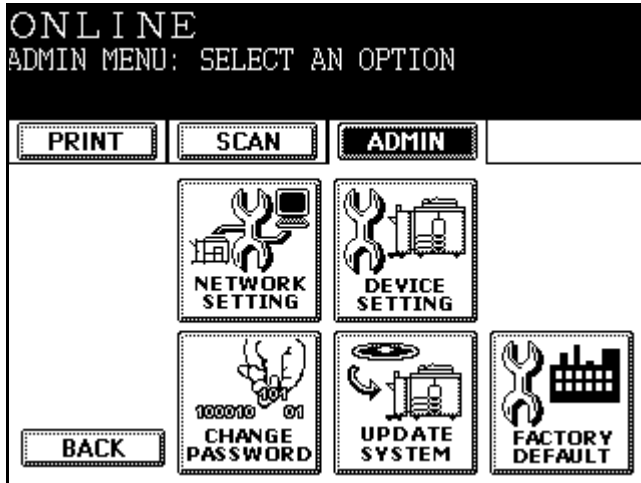 ONLINE
ADMIN MENU: SELECT AN OPTION
PRINT
SCAN
ADMIN
NETWORK
SETTING
DEVICE
SETTING
101
100010 01
CHANGE
PASSWORD
UPDATE
SYSTEM
FACTORY
DEFAULT
BACK